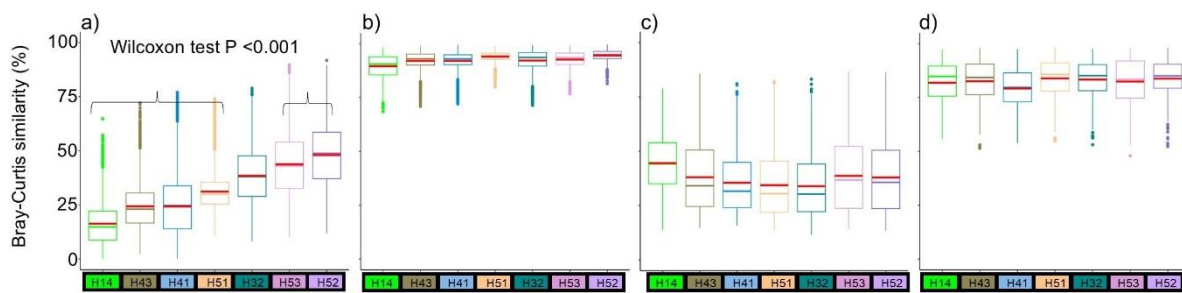 a)
b)
c)
d)
Wilcoxon test P <0.001
Bray-Curtis similarity (%)
100
75
50
25
0
H14 H43 H41 H51 H32 H53 H52
H14 H43 H41 H51 H32 H53 H52
H14 H43 H41 H51 H32 H53 H52
H14 H43 H41 H51 H32 H53 H52